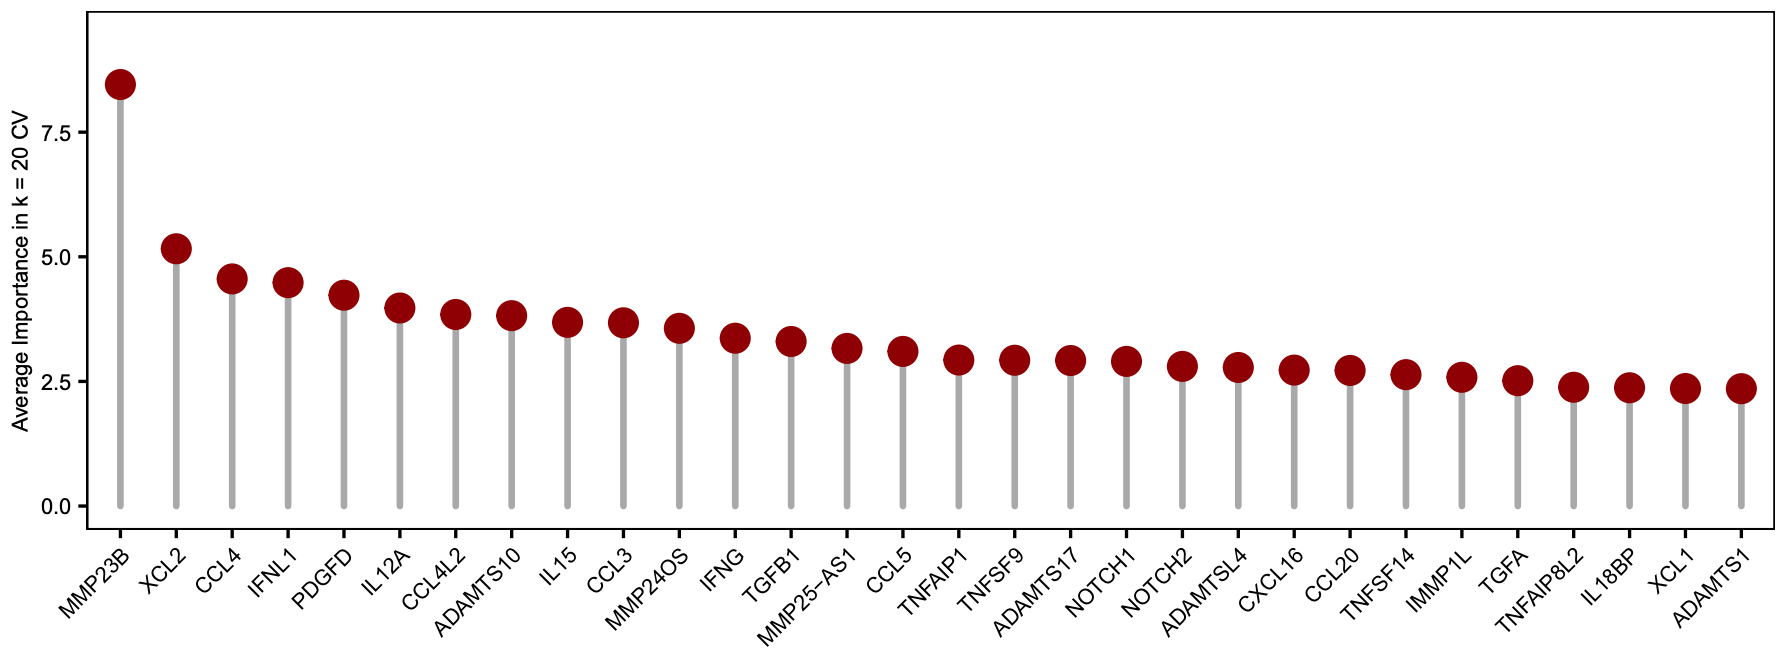 Average Importance in k = 20 CV
7.5
5.0
2.5
0.0
MMP23B
XCL2
CCL4
IFNL1
PDGFD
IL12A
CCL4L2
ADAMTS10
IL15
CCL3
MMP24OS
IFNG
TGFB1
MMP25−AS1
CCL5
TNFAIP1
TNFSF9
ADAMTS17
NOTCH1
NOTCH2
ADAMTSL4
CXCL16
CCL20
TNFSF14
IMMP1L
TGFA
TNFAIP8L2
IL18BP
XCL1
ADAMTS1